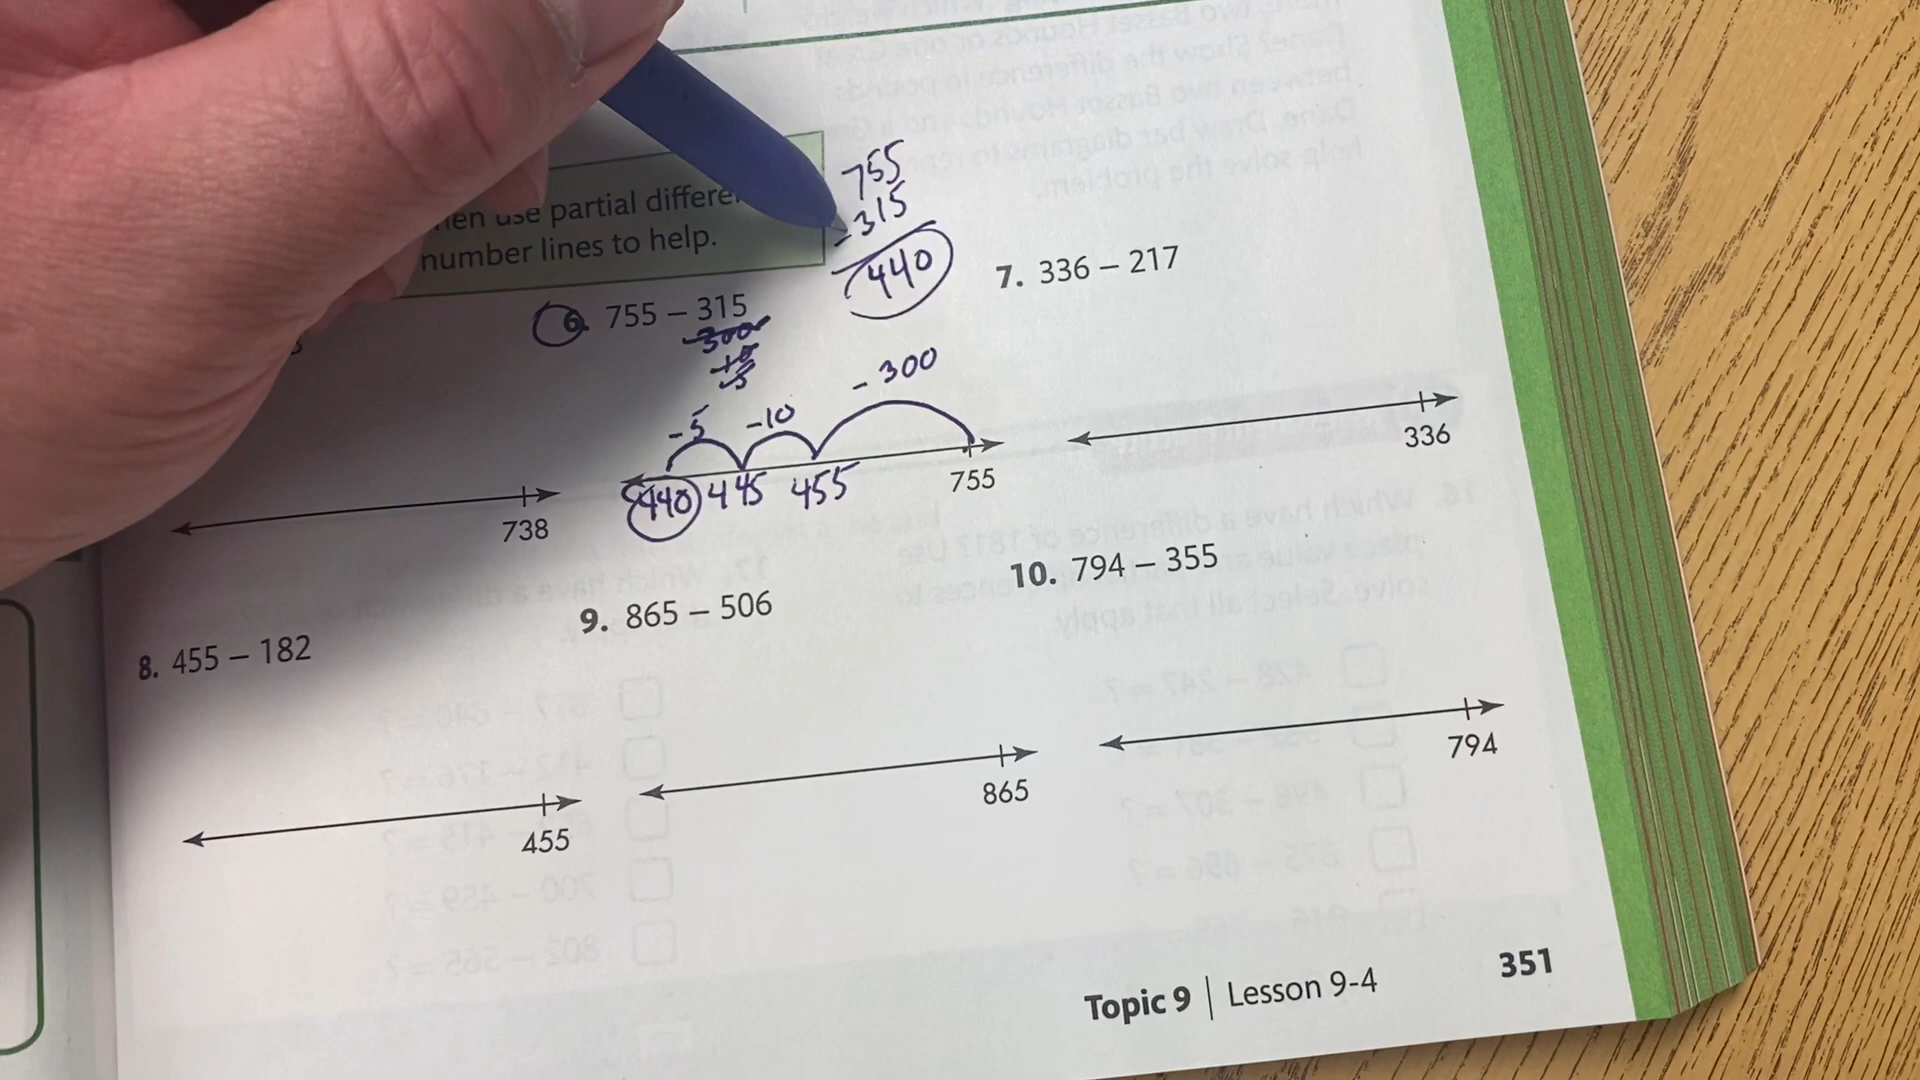 use partial differe
number lines to help.
755
- 315
440
6. 755 – 315
- 300
- 10
- 5
7. 336 – 217
- 5 - 10 - 300
440 445 455 755
336
738
8. 455 – 182
9. 865 – 506
10. 794 – 355
455
865
794
Topic 9 | Lesson 9-4 351